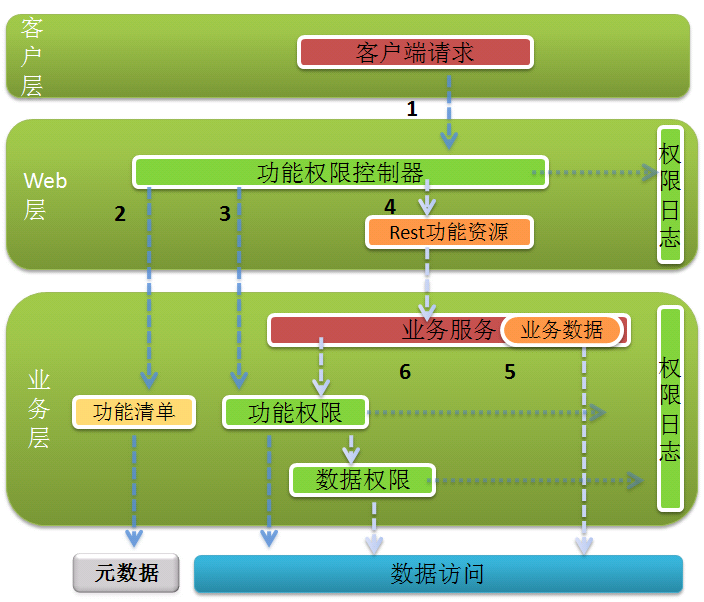 客户层
客户端请求
1
Web层
功能权限控制器
权限日志
2
3
4
Rest功能资源
业务层
业务服务
业务数据
权限日志
6
5
功能清单
功能权限
数据权限
元数据
数据访问